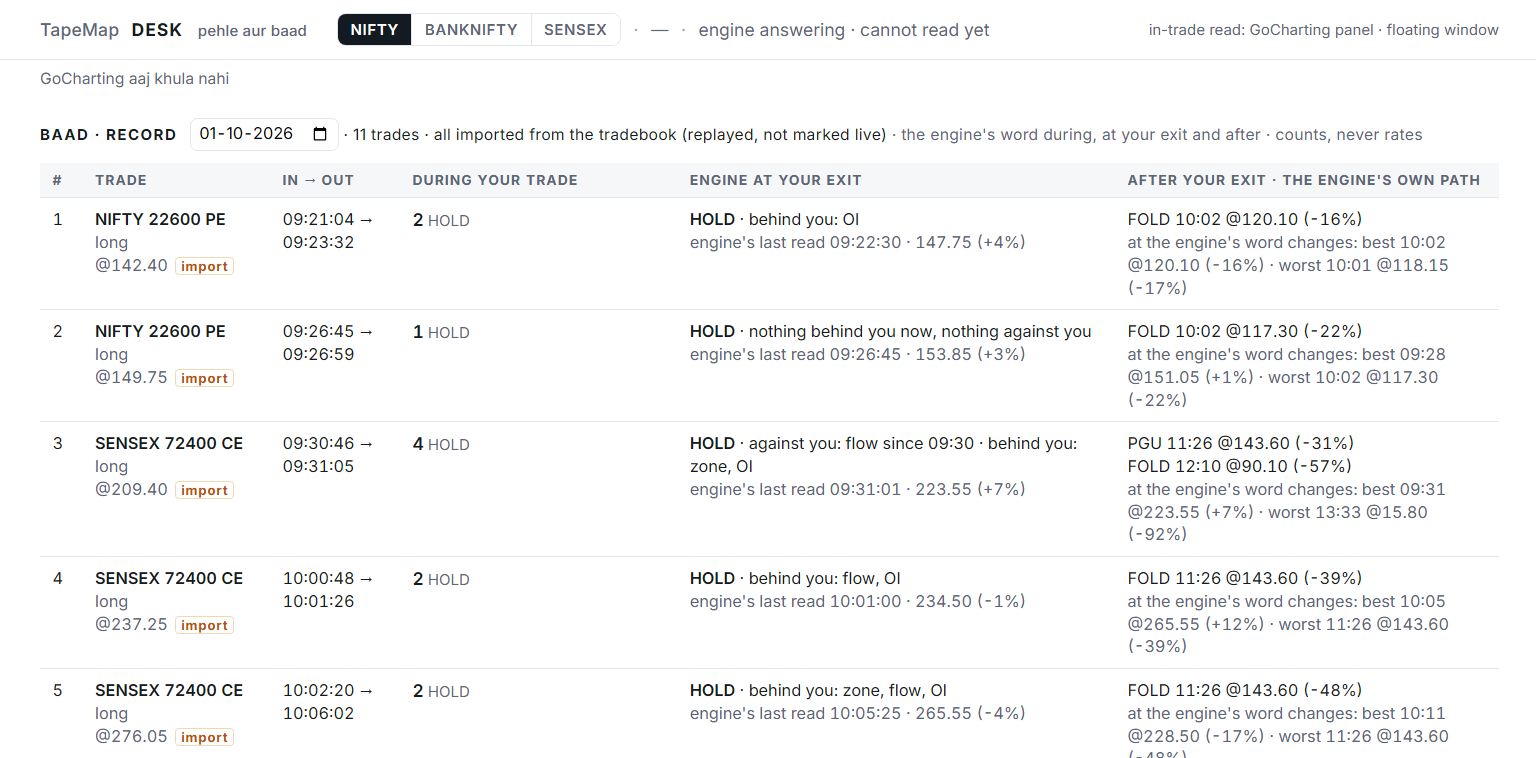 TapeMap DESK pehle aur baad NIFTY BANKNIFTY SENSEX · — · engine answering · cannot read yet in-trade read: GoCharting panel · floating window
GoCharting aaj khula nahi
BAAD · RECORD 01-10-2026 · 11 trades · all imported from the tradebook (replayed, not marked live) · the engine's word during, at your exit and after · counts, never rates
# TRADE IN → OUT DURING YOUR TRADE ENGINE AT YOUR EXIT AFTER YOUR EXIT · THE ENGINE'S OWN PATH
1 NIFTY 22600 PE 09:21:04 → 2 HOLD HOLD · behind you: OI FOLD 10:02 @120.10 (-16%)
long 09:23:32 engine's last read 09:22:30 · 147.75 (+4%) at the engine's word changes: best 10:02
@142.40 import @120.10 (-16%) · worst 10:01 @118.15
(-17%)
2 NIFTY 22600 PE 09:26:45 → 1 HOLD HOLD · nothing behind you now, nothing against you FOLD 10:02 @117.30 (-22%)
long 09:26:59 engine's last read 09:26:45 · 153.85 (+3%) at the engine's word changes: best 09:28
@149.75 import @151.05 (+1%) · worst 10:02 @117.30
(-22%)
3 SENSEX 72400 CE 09:30:46 → 4 HOLD HOLD · against you: flow since 09:30 · behind you: PGU 11:26 @143.60 (-31%)
long 09:31:05 zone, OI FOLD 12:10 @90.10 (-57%)
@209.40 import engine's last read 09:31:01 · 223.55 (+7%) at the engine's word changes: best 09:31
@223.55 (+7%) · worst 13:33 @15.80
(-92%)
4 SENSEX 72400 CE 10:00:48 → 2 HOLD HOLD · behind you: flow, OI FOLD 11:26 @143.60 (-39%)
long 10:01:26 engine's last read 10:01:00 · 234.50 (-1%) at the engine's word changes: best 10:05
@237.25 import @265.55 (+12%) · worst 11:26 @143.60
(-39%)
5 SENSEX 72400 CE 10:02:20 → 2 HOLD HOLD · behind you: zone, flow, OI FOLD 11:26 @143.60 (-48%)
long 10:06:02 engine's last read 10:05:25 · 265.55 (-4%) at the engine's word changes: best 10:11
@276.05 import @228.50 (-17%) · worst 11:26 @143.60
(-48%)